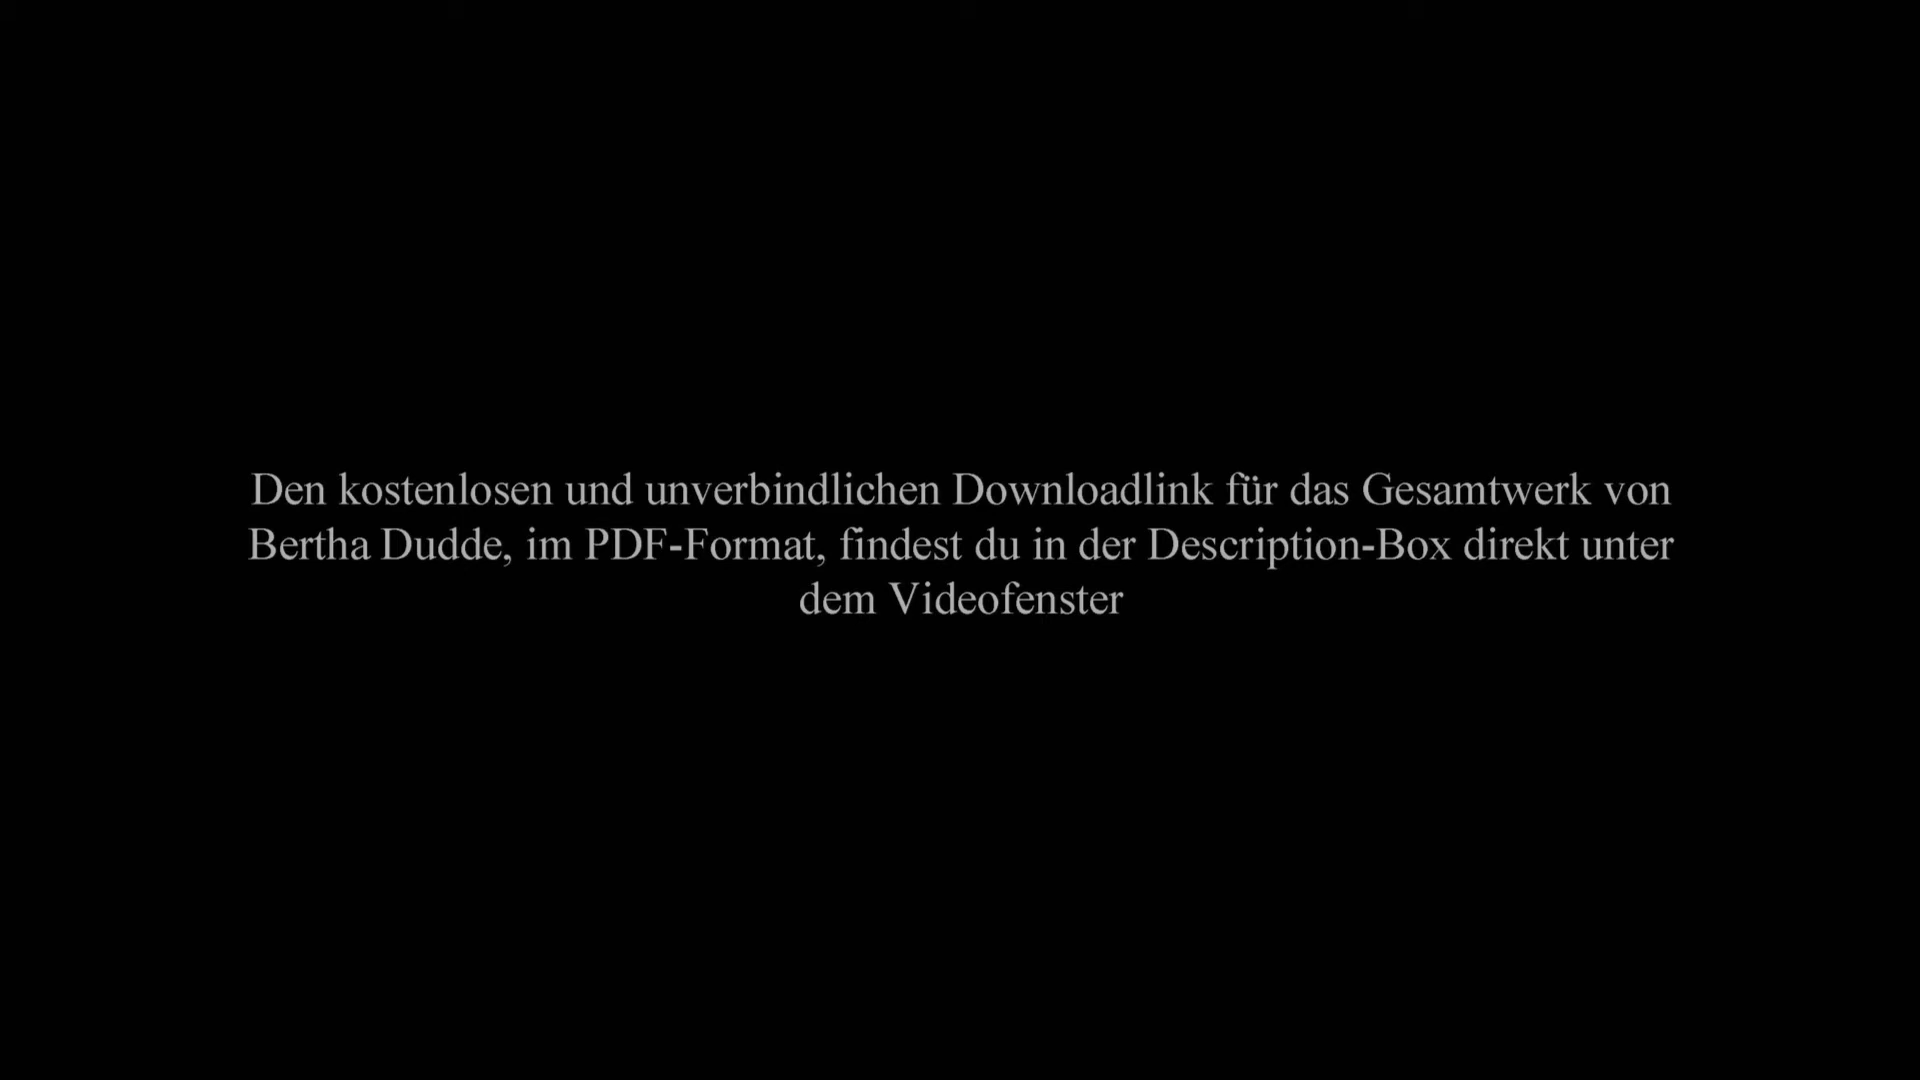 Den kostenlosen und unverbindlichen Downloadlink für das Gesamtwerk von
Bertha Dudde, im PDF-Format, findest du in der Description-Box direkt unter
dem Videofenster